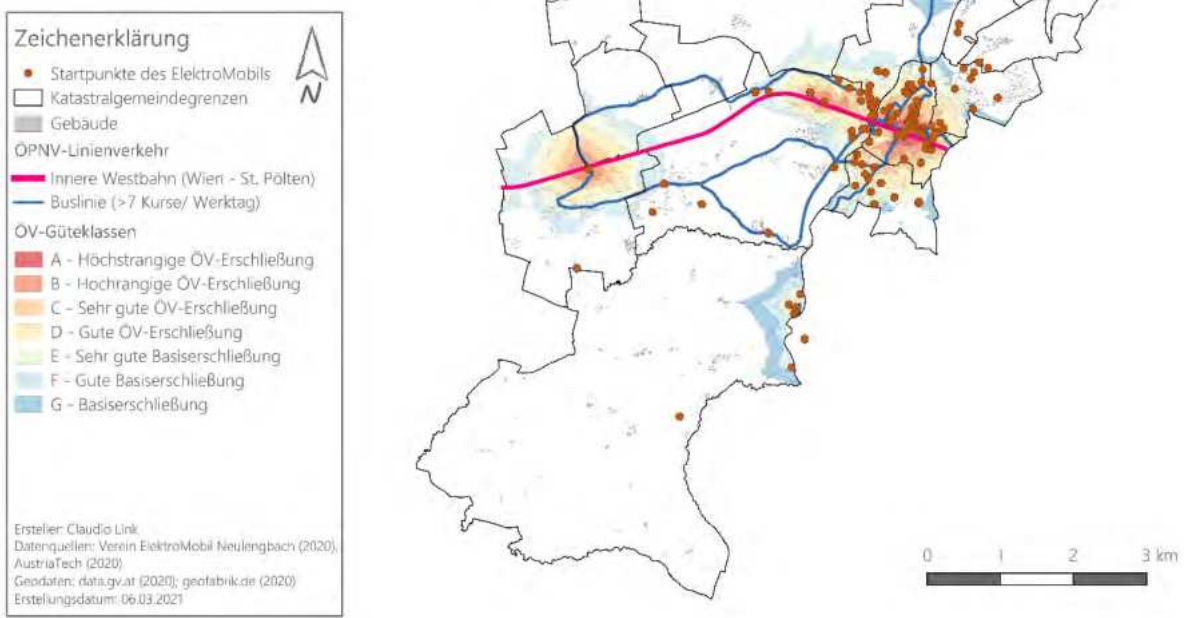 Zeichenerklärung
Startpunkte des ElektroMobils
Katastralgemeindegrenzen
N
Gebäude
ÖPNV-Linienverkehr
Innere Westbahn (Wien - St. Pölten)
Buslinie (>7 Kurse/ Werktag)
ÖV-Güteklassen
A - Höchstrangige ÖV-Erschließung
B - Hochrangige ÖV-Erschließung
C - Sehr gute ÖV-Erschließung
D - Gute ÖV-Erschließung
E - Sehr gute Basiserschließung
F - Gute Basiserschließung
G - Basiserschließung
Ersteller: Claudio Link
Datenquellen: Verein ElektroMobil Neulengbach (2020),
AustriaTech (2020)
Geodaten: data.gv.at (2020); geofabrik.de (2020)
Erstellungsdatum: 06.03.2021
0 1 2 3 km